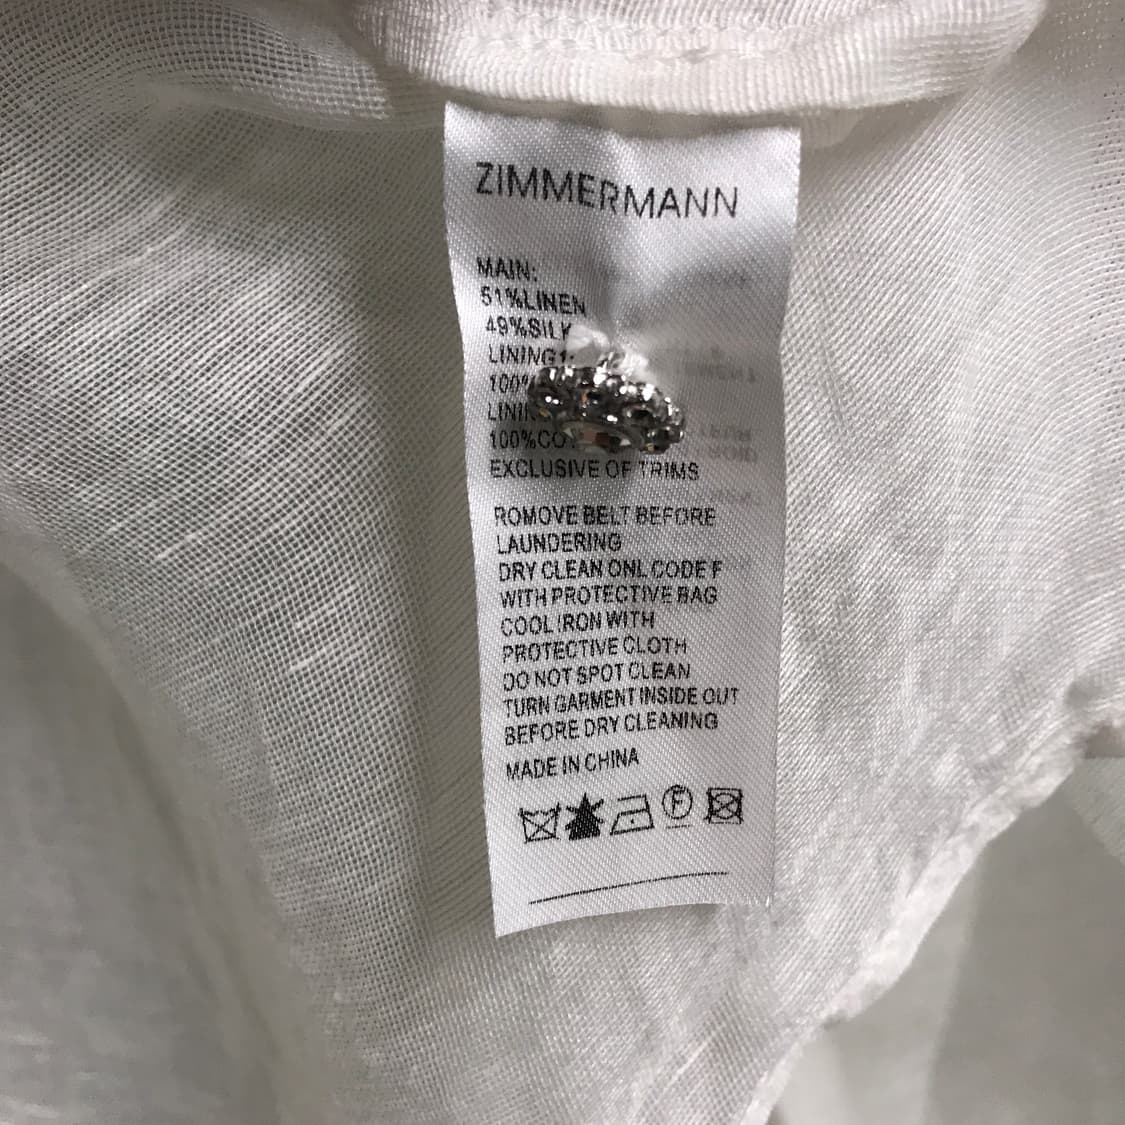 ZIMMERMANN
MAIN:
51%LINEN
49%SILK
LINING1:
100%
EXCLUSIVE OF TRIMS
ROMOVE BELT BEFORE
LAUNDERING
DRY CLEAN ONL CODE F
WITH PROTECTIVE BAG
COOL IRON WITH
PROTECTIVE CLOTH
DO NOT SPOT CLEAN
TURN GARMENT INSIDE OUT
BEFORE DRY CLEANING
MADE IN CHINA
F